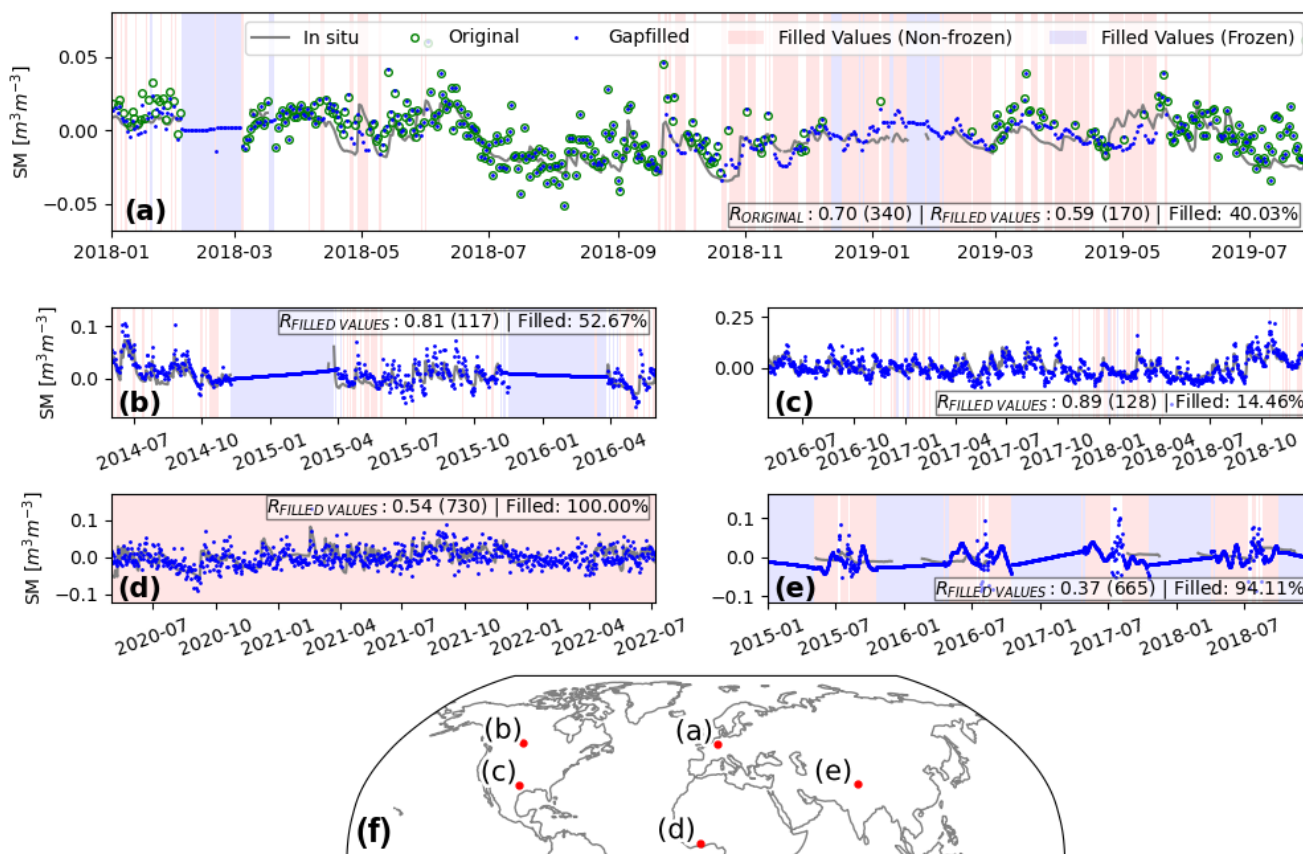 In situ Original Gapfilled Filled Values (Non-frozen) Filled Values (Frozen)
0.05
0.00
−0.05
SM [m³m⁻³]
(a)
R_ORIGINAL : 0.70 (340) | R_FILLED VALUES : 0.59 (170) | Filled: 40.03%
2018-01 2018-03 2018-05 2018-07 2018-09 2018-11 2019-01 2019-03 2019-05 2019-07
0.1
0.0
SM [m³m⁻³]
R_FILLED VALUES : 0.81 (117) | Filled: 52.67%
(b)
2014-07 2014-10 2015-01 2015-04 2015-07 2015-10 2016-01 2016-04
0.25
0.00
(c)
R_FILLED VALUES : 0.89 (128) | Filled: 14.46%
2016-07 2016-10 2017-01 2017-04 2017-07 2017-10 2018-01 2018-04 2018-07 2018-10
0.1
0.0
−0.1
SM [m³m⁻³]
R_FILLED VALUES : 0.54 (730) | Filled: 100.00%
(d)
2020-07 2020-10 2021-01 2021-04 2021-07 2021-10 2022-01 2022-04 2022-07
0.1
0.0
−0.1
(e)
R_FILLED VALUES : 0.37 (665) | Filled: 94.11%
2015-01 2015-07 2016-01 2016-07 2017-01 2017-07 2018-01 2018-07
(b)
(a)
(c)
(e)
(d)
(f)